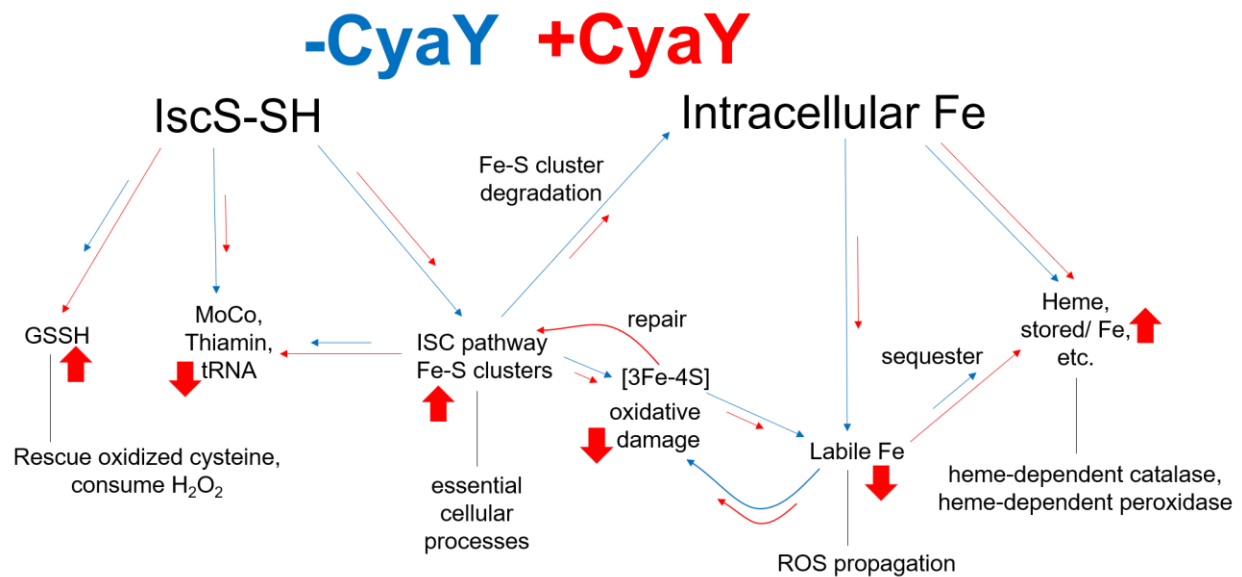 -CyaY +CyaY
IscS-SH
Intracellular Fe
Fe-S cluster
degradation
GSSH
MoCo,
Thiamin,
tRNA
ISC pathway
Fe-S clusters
repair
[3Fe-4S]
oxidative
damage
sequester
Labile Fe
Heme,
stored/ Fe,
etc.
Rescue oxidized cysteine,
consume H₂O₂
essential
cellular
processes
ROS propagation
heme-dependent catalase,
heme-dependent peroxidase